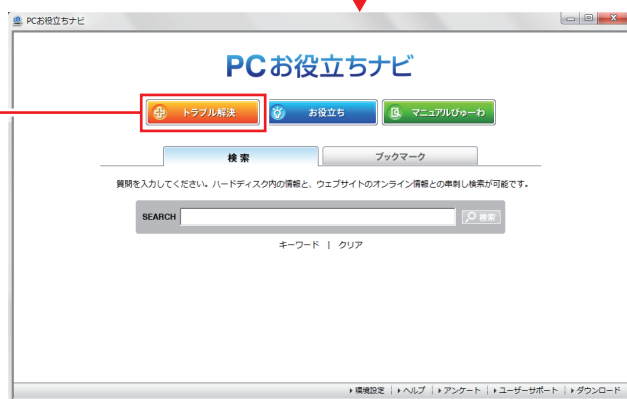 PCお役立ちナビ
PCお役立ちナビ
トラブル解決 お役立ち マニュアルびゅーわ
検索 ブックマーク
質問を入力してください。ハードディスク内の情報と、ウェブサイトのオンライン情報との串刺し検索が可能です。
SEARCH 検索
キーワード | クリア
環境設定 | ヘルプ | アンケート | ユーザーサポート | ダウンロード